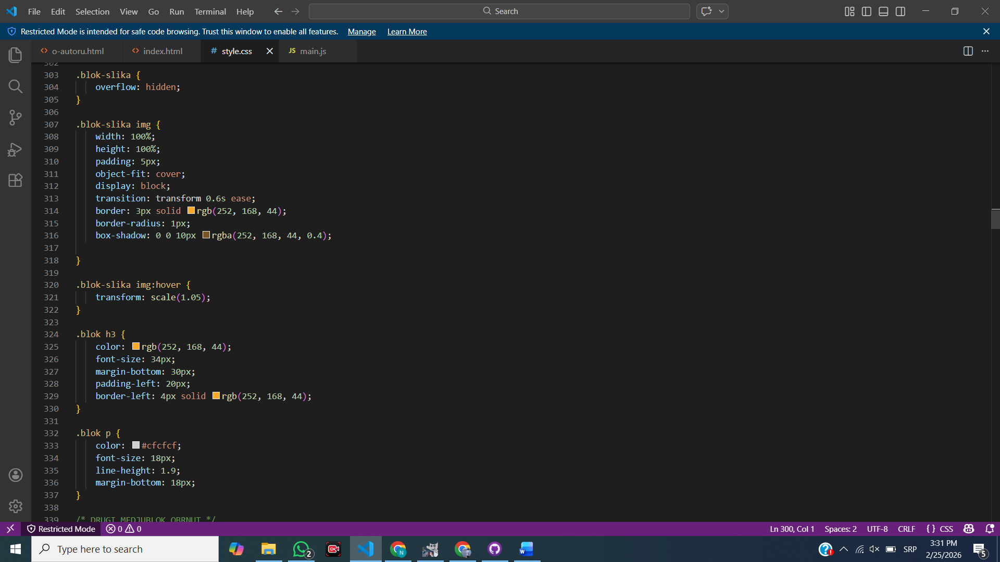 File Edit Selection View Go Run Terminal Help
Search
Restricted Mode is intended for safe code browsing. Trust this window to enable all features. Manage Learn More
o-autoru.html
index.html
# style.css
JS main.js
302
303 .blok-slika {
304 overflow: hidden;
305 }
306
307 .blok-slika img {
308 width: 100%;
309 height: 100%;
310 padding: 5px;
311 object-fit: cover;
312 display: block;
313 transition: transform 0.6s ease;
314 border: 3px solid rgb(252, 168, 44);
315 border-radius: 1px;
316 box-shadow: 0 0 10px rgba(252, 168, 44, 0.4);
317
318 }
319
320 .blok-slika img:hover {
321 transform: scale(1.05);
322 }
323
324 .blok h3 {
325 color: rgb(252, 168, 44);
326 font-size: 34px;
327 margin-bottom: 30px;
328 padding-left: 20px;
329 border-left: 4px solid rgb(252, 168, 44);
330 }
331
332 .blok p {
333 color: #cfcfcf;
334 font-size: 18px;
335 line-height: 1.9;
336 margin-bottom: 18px;
337 }
338
339 /* DRUGI MEDJUBLOK OBRNUT */
Restricted Mode 0 0 Ln 300, Col 1 Spaces: 2 UTF-8 CRLF { } CSS
Type here to search
2
N
SRP
3:31 PM
2/25/2026
5